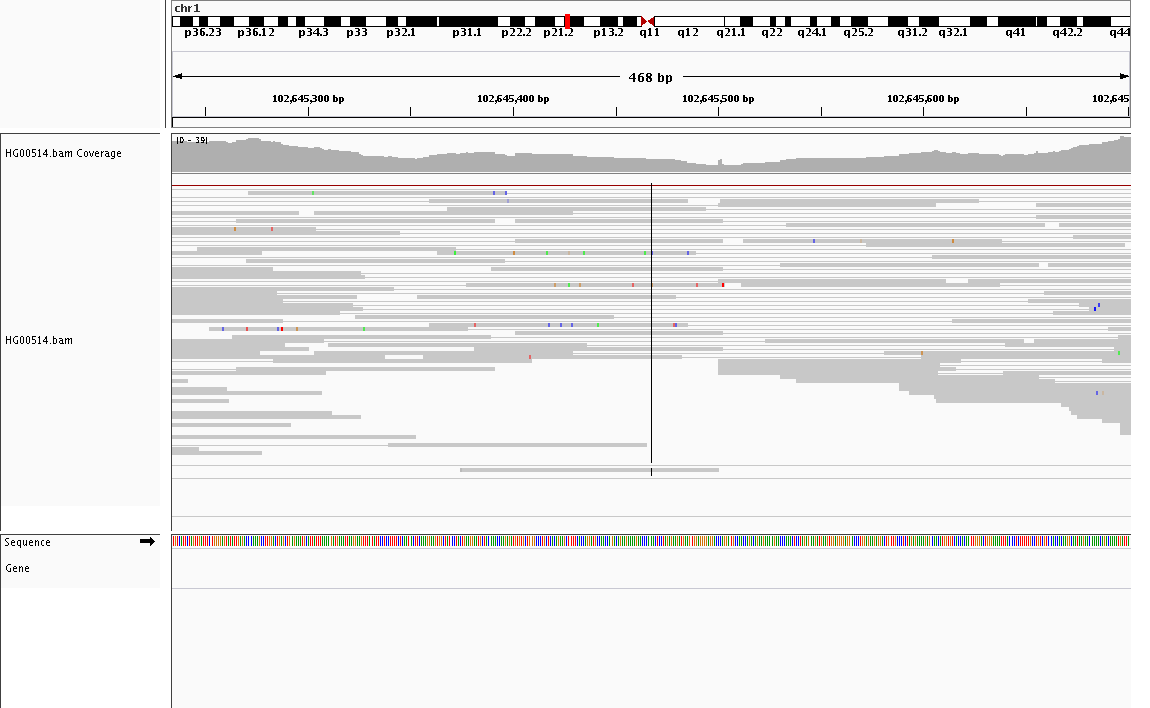 chr1
p36.23 p36.12 p34.3 p33 p32.1 p31.1 p22.2 p21.2 p13.2 q11 q12 q21.1 q22 q24.1 q25.2 q31.2 q32.1 q41 q42.2 q44
468 bp
102,645,300 bp 102,645,400 bp 102,645,500 bp 102,645,600 bp 102,645
[0 - 39]
HG00514.bam Coverage
HG00514.bam
Sequence
Gene